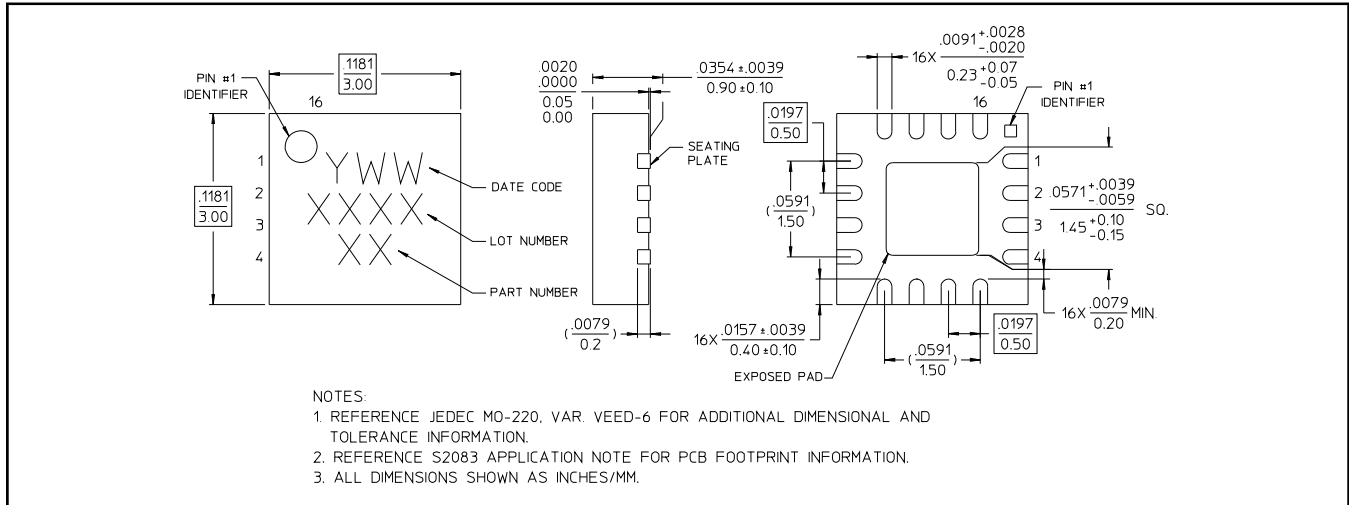 PIN #1
IDENTIFIER
.1181
3.00
16
.1181
3.00
1
2
3
4
YWW
XXXX
XX
DATE CODE
LOT NUMBER
PART NUMBER
.0020
.0000
0.05
0.00
.0354 ±.0039
0.90 ±0.10
SEATING
PLATE
(.0079
0.2)
16X .0091 +.0028
-.0020
0.23 +0.07
-0.05
16
PIN #1
IDENTIFIER
.0197
0.50
(.0591
1.50)
1
2
3
4
.0571 +.0039
-.0059
1.45 +0.10
-0.15
SQ.
16X .0157 ±.0039
0.40 ±0.10
16X .0079 MIN.
0.20
.0197
0.50
(.0591
1.50)
EXPOSED PAD
NOTES:
1. REFERENCE JEDEC MO-220, VAR. VEED-6 FOR ADDITIONAL DIMENSIONAL AND
TOLERANCE INFORMATION.
2. REFERENCE S2083 APPLICATION NOTE FOR PCB FOOTPRINT INFORMATION.
3. ALL DIMENSIONS SHOWN AS INCHES/MM.